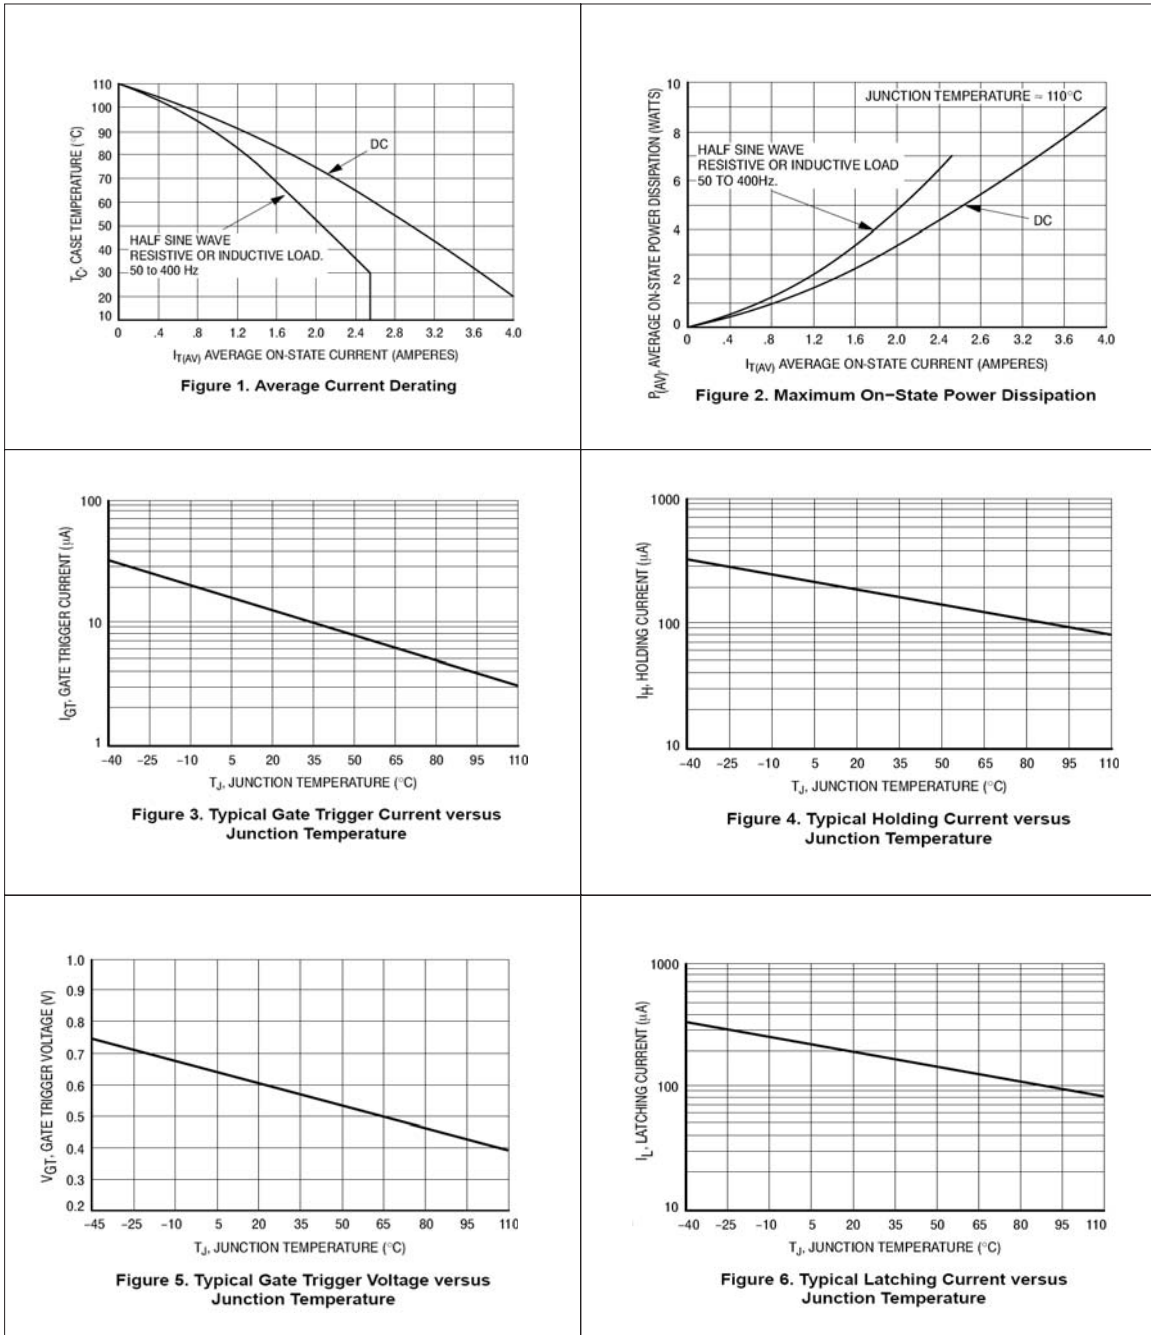 110
100
90
80
70
60
50
40
30
20
10
T_C, CASE TEMPERATURE (°C)
DC
HALF SINE WAVE
RESISTIVE OR INDUCTIVE LOAD.
50 to 400 Hz
0 .4 .8 1.2 1.6 2.0 2.4 2.8 3.2 3.6 4.0
I_T(AV) AVERAGE ON-STATE CURRENT (AMPERES)
Figure 1. Average Current Derating
10
8
6
4
2
0
P(AV), AVERAGE ON-STATE POWER DISSIPATION (WATTS)
JUNCTION TEMPERATURE ≈ 110°C
HALF SINE WAVE
RESISTIVE OR INDUCTIVE LOAD
50 TO 400Hz.
DC
0 .4 .8 1.2 1.6 2.0 2.4 2.8 3.2 3.6 4.0
I_T(AV) AVERAGE ON-STATE CURRENT (AMPERES)
Figure 2. Maximum On−State Power Dissipation
100
10
1
I_GT, GATE TRIGGER CURRENT (µA)
−40 −25 −10 5 20 35 50 65 80 95 110
T_J, JUNCTION TEMPERATURE (°C)
Figure 3. Typical Gate Trigger Current versus
Junction Temperature
1000
100
10
I_H, HOLDING CURRENT (µA)
−40 −25 −10 5 20 35 50 65 80 95 110
T_J, JUNCTION TEMPERATURE (°C)
Figure 4. Typical Holding Current versus
Junction Temperature
1.0
0.9
0.8
0.7
0.6
0.5
0.4
0.3
0.2
V_GT, GATE TRIGGER VOLTAGE (V)
−45 −25 −10 5 20 35 50 65 80 95 110
T_J, JUNCTION TEMPERATURE (°C)
Figure 5. Typical Gate Trigger Voltage versus
Junction Temperature
1000
100
10
I_L, LATCHING CURRENT (µA)
−40 −25 −10 5 20 35 50 65 80 95 110
T_J, JUNCTION TEMPERATURE (°C)
Figure 6. Typical Latching Current versus
Junction Temperature